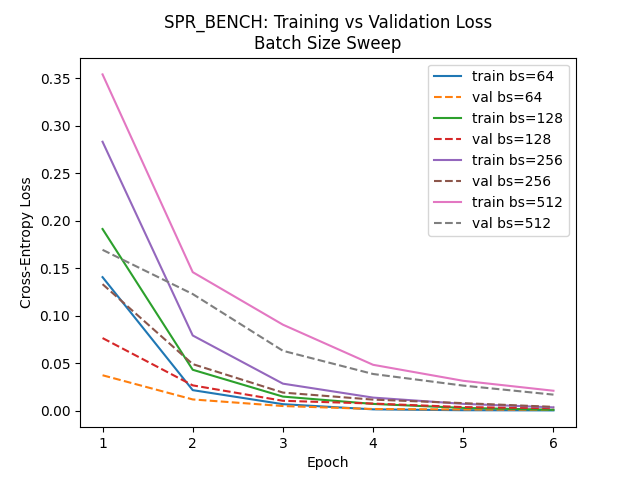 SPR_BENCH: Training vs Validation Loss
Batch Size Sweep
Cross-Entropy Loss
0.35
0.30
0.25
0.20
0.15
0.10
0.05
0.00
train bs=64
val bs=64
train bs=128
val bs=128
train bs=256
val bs=256
train bs=512
val bs=512
1
2
3
4
5
6
Epoch